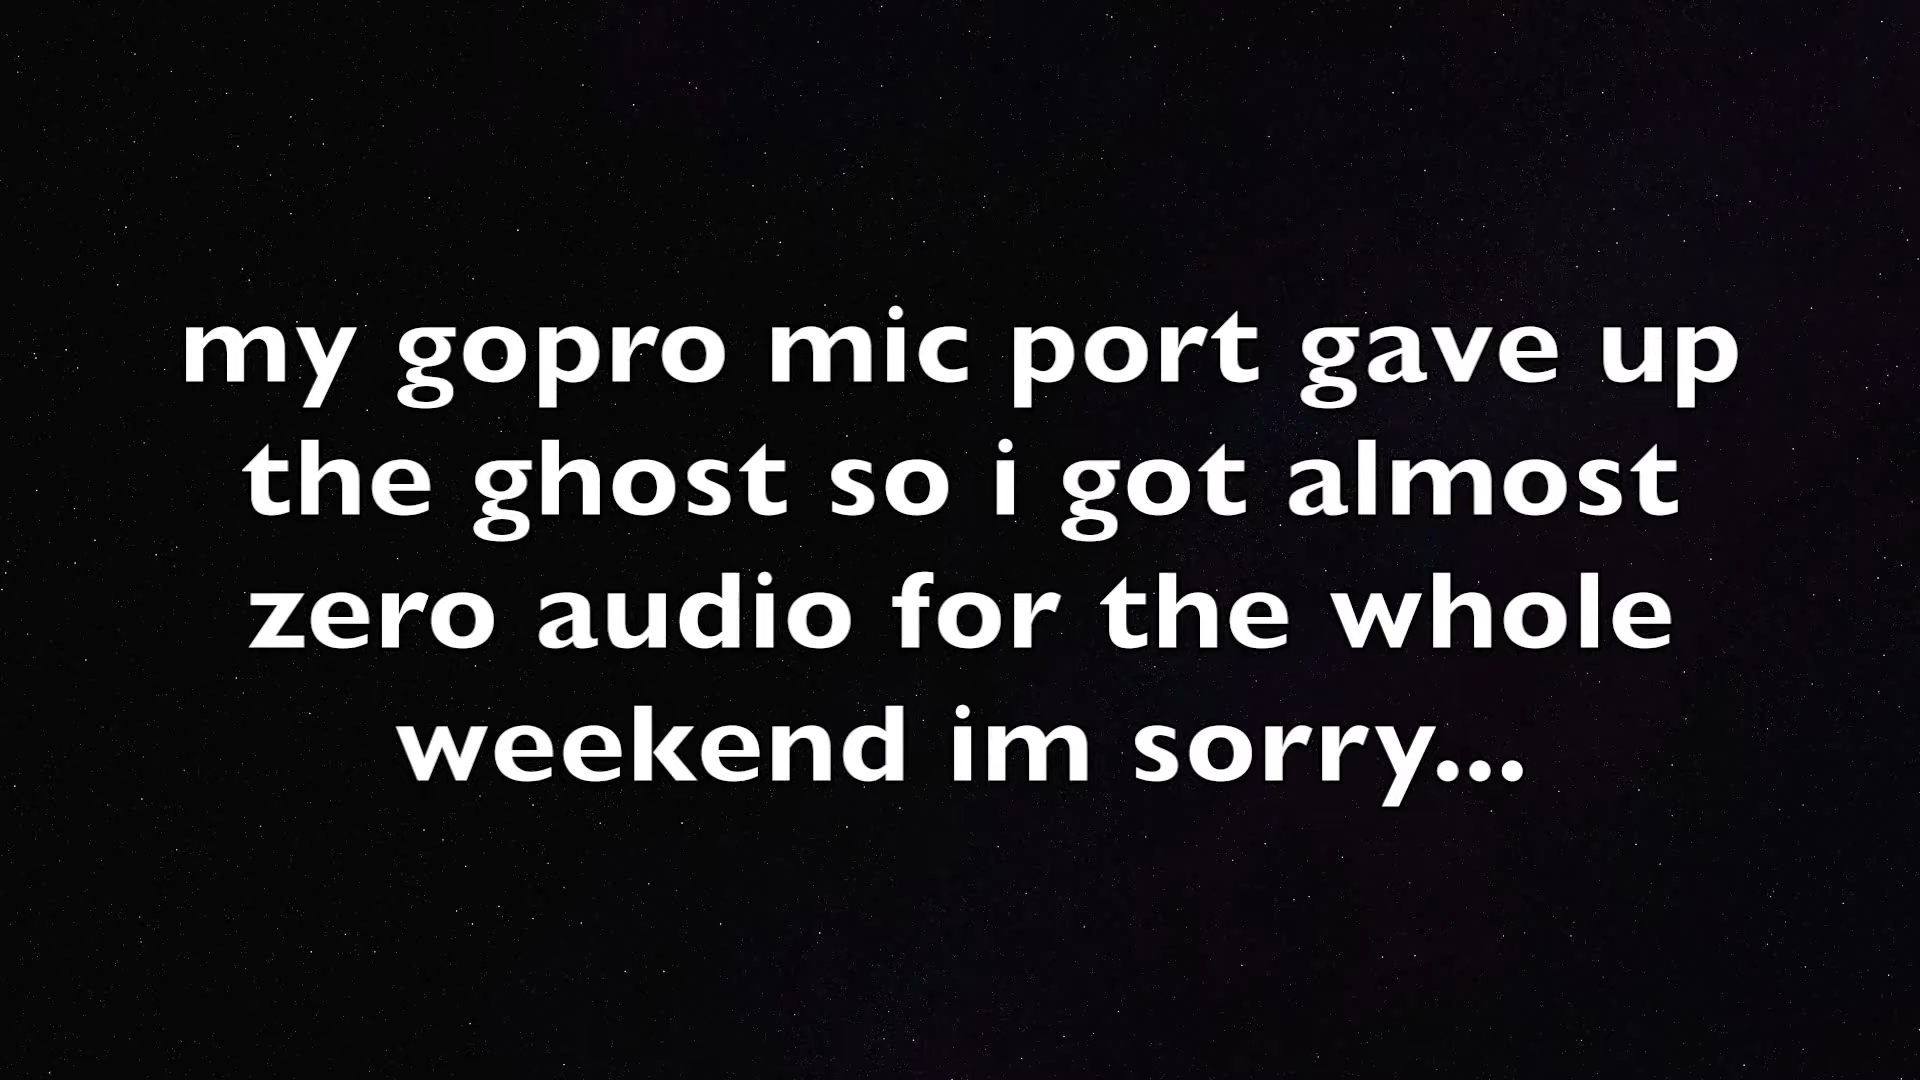 my gopro mic port gave up
the ghost so i got almost
zero audio for the whole
weekend im sorry...